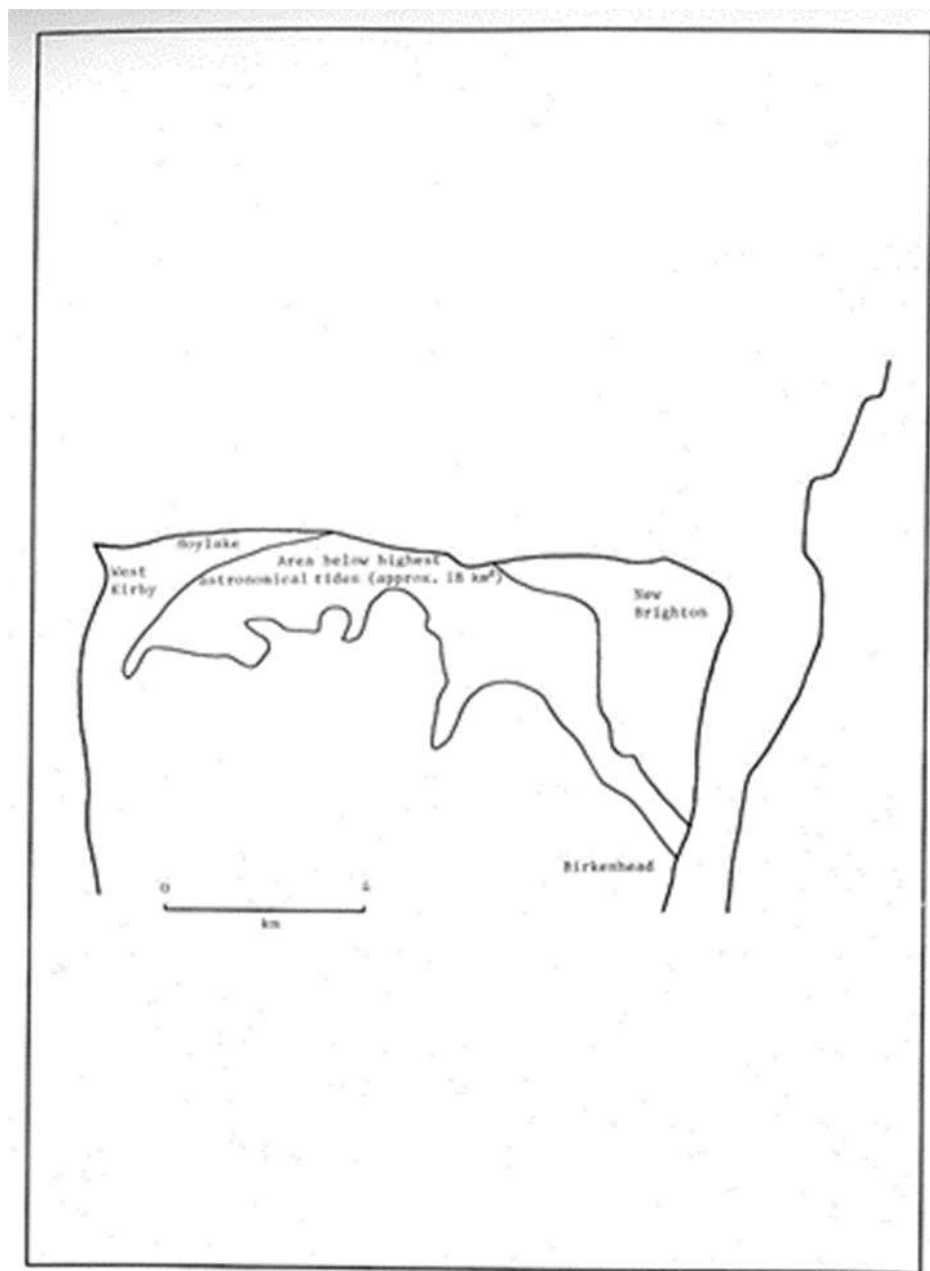 Hoylake
West
Kirby
Area below highest
astronomical tides (approx. 18 km²)
New
Brighton
Birkenhead
0 4
km